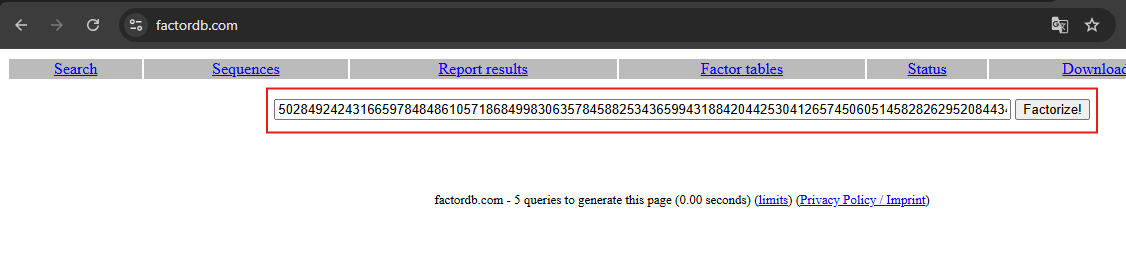 factordb.com
Search Sequences Report results Factor tables Status Download
502849242431665978484861057186849983063578458825343659943188420442530412657450605145828262952084434 Factorize!
factordb.com - 5 queries to generate this page (0.00 seconds) (limits) (Privacy Policy / Imprint)